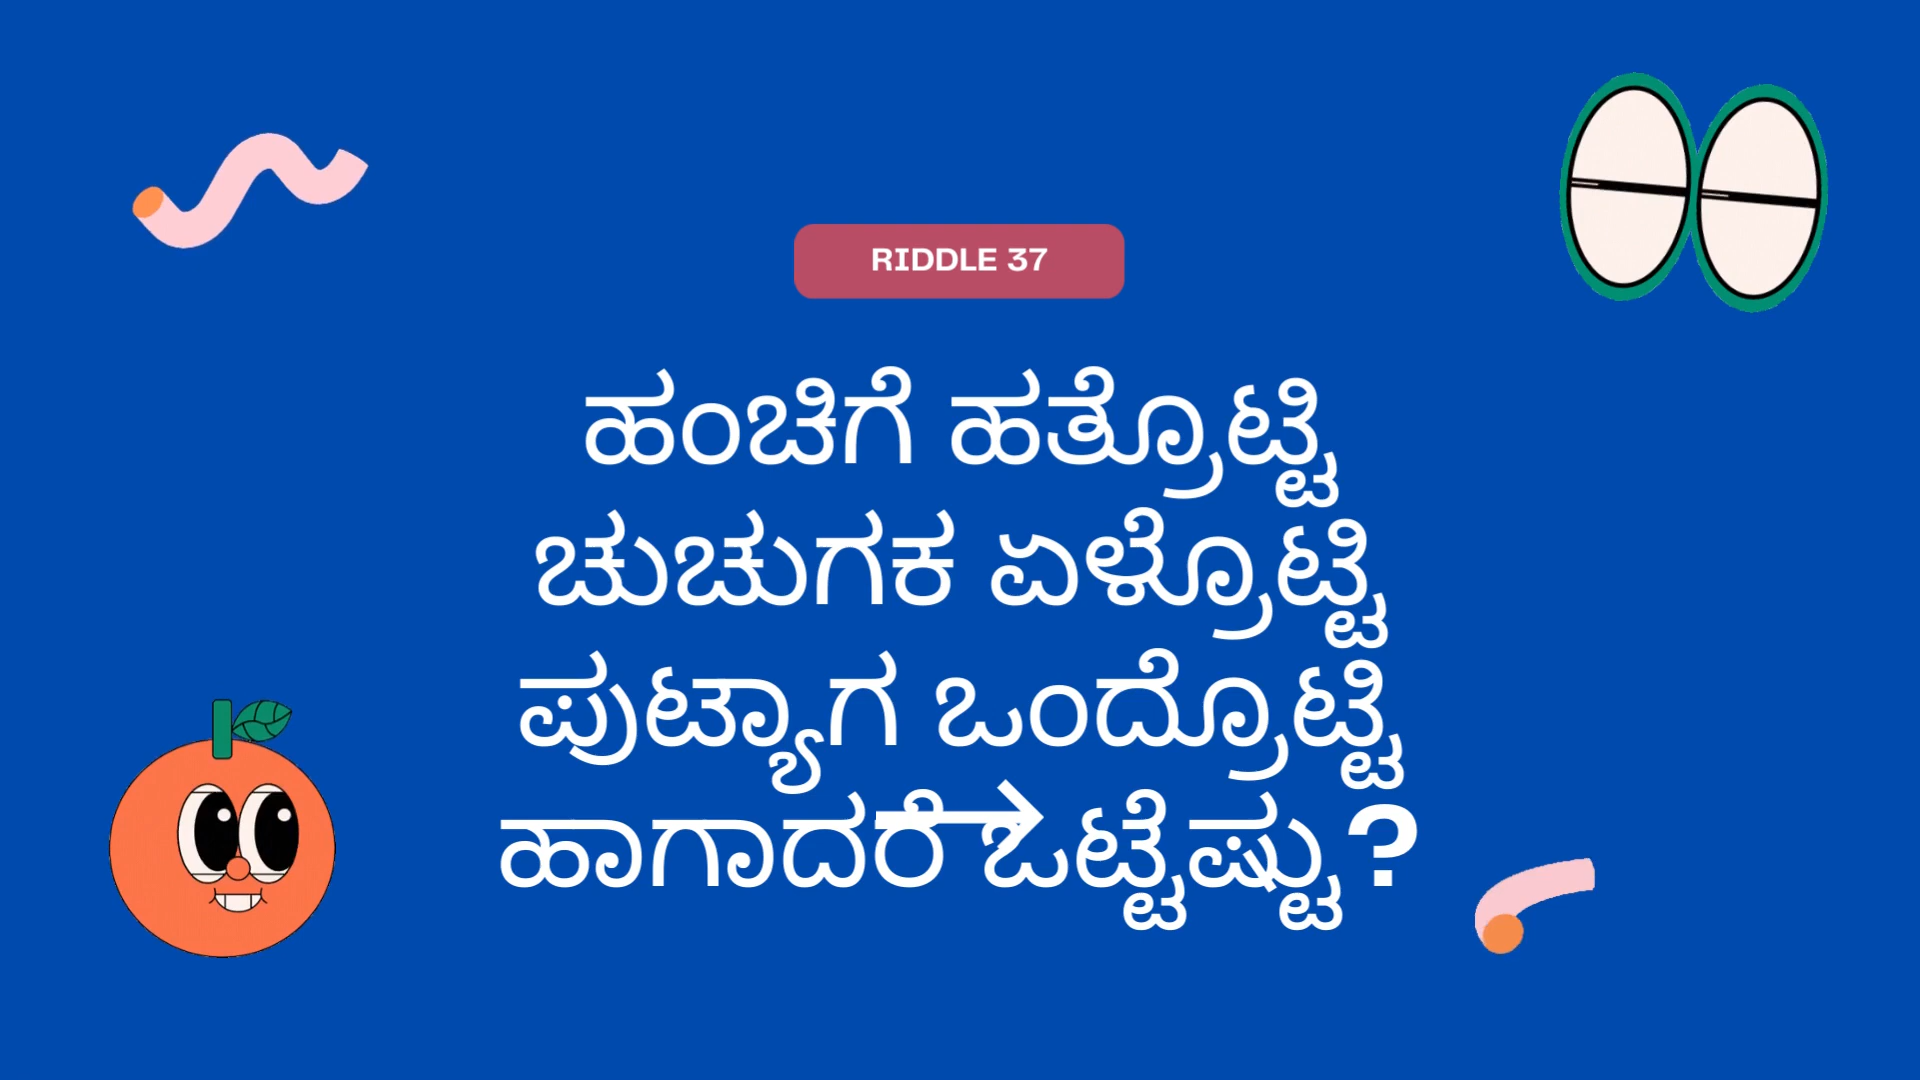 RIDDLE 37
ಹಂಚಿಗೆ ಹತ್ರೊಟ್ಟಿ
ಚುಚುಗಕ ಏಳ್ರೊಟ್ಟಿ
ಪುಟ್ಯಾಗ ಒಂದ್ರೊಟ್ಟಿ
ಹಾಗಾದರೆ ಒಟ್ಟೆಷ್ಟು?